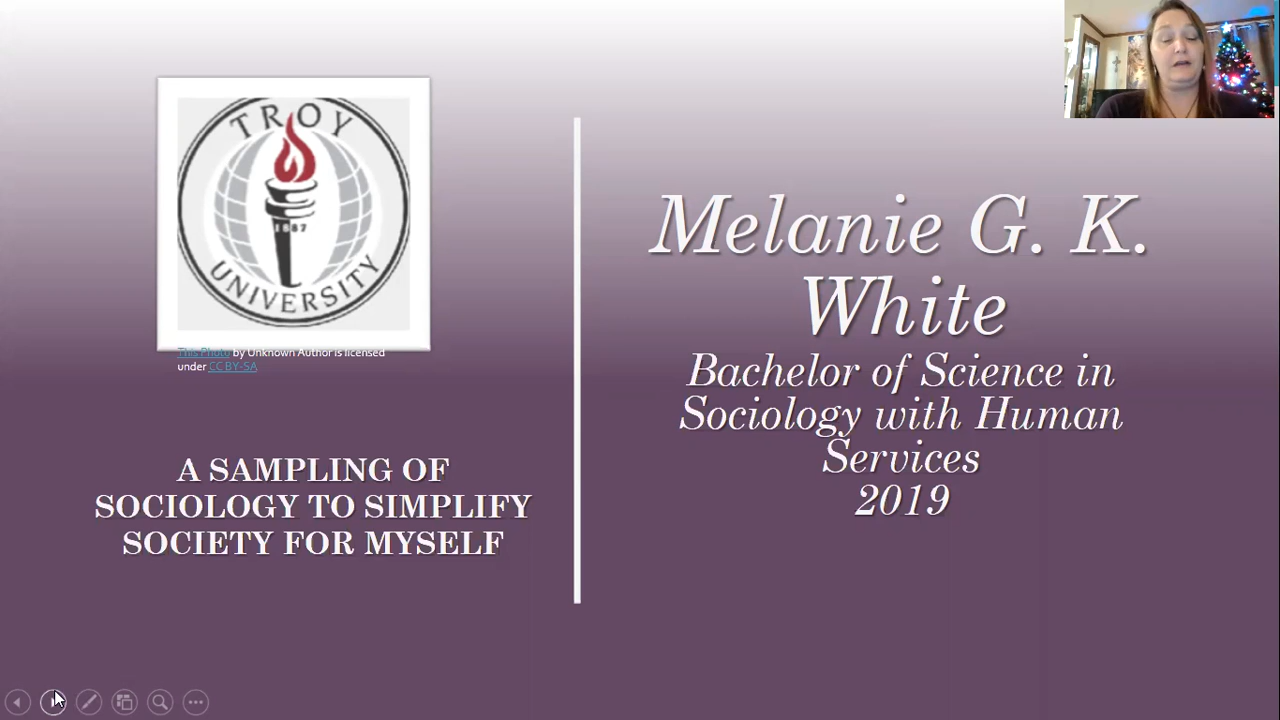 TROY
1887
UNIVERSITY
This Photo by Unknown Author is licensed
under CC BY-SA
A SAMPLING OF
SOCIOLOGY TO SIMPLIFY
SOCIETY FOR MYSELF
Melanie G. K.
White
Bachelor of Science in
Sociology with Human
Services
2019